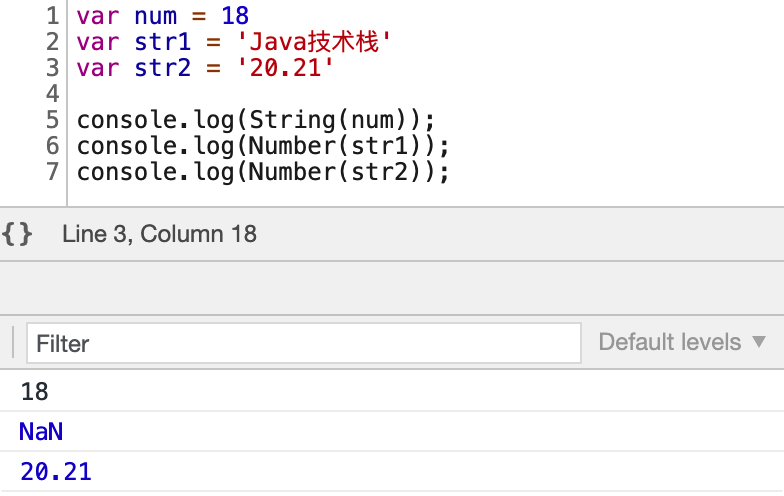 1 var num = 18
2 var str1 = 'Java技术栈'
3 var str2 = '20.21'
4
5 console.log(String(num));
6 console.log(Number(str1));
7 console.log(Number(str2));
{} Line 3, Column 18
Filter Default levels ▼
18
NaN
20.21